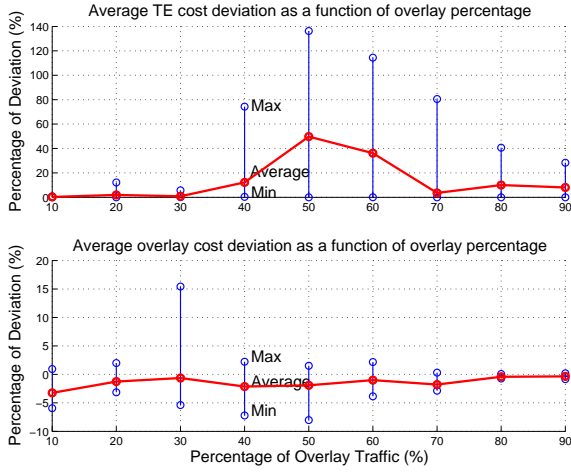 Average TE cost deviation as a function of overlay percentage
Percentage of Deviation (%)
140
120
100
80
60
40
20
0
Max
Average
Min
10 20 30 40 50 60 70 80 90
Average overlay cost deviation as a function of overlay percentage
Percentage of Deviation (%)
20
15
10
5
0
−5
−10
Max
Average
Min
10 20 30 40 50 60 70 80 90
Percentage of Overlay Traffic (%)